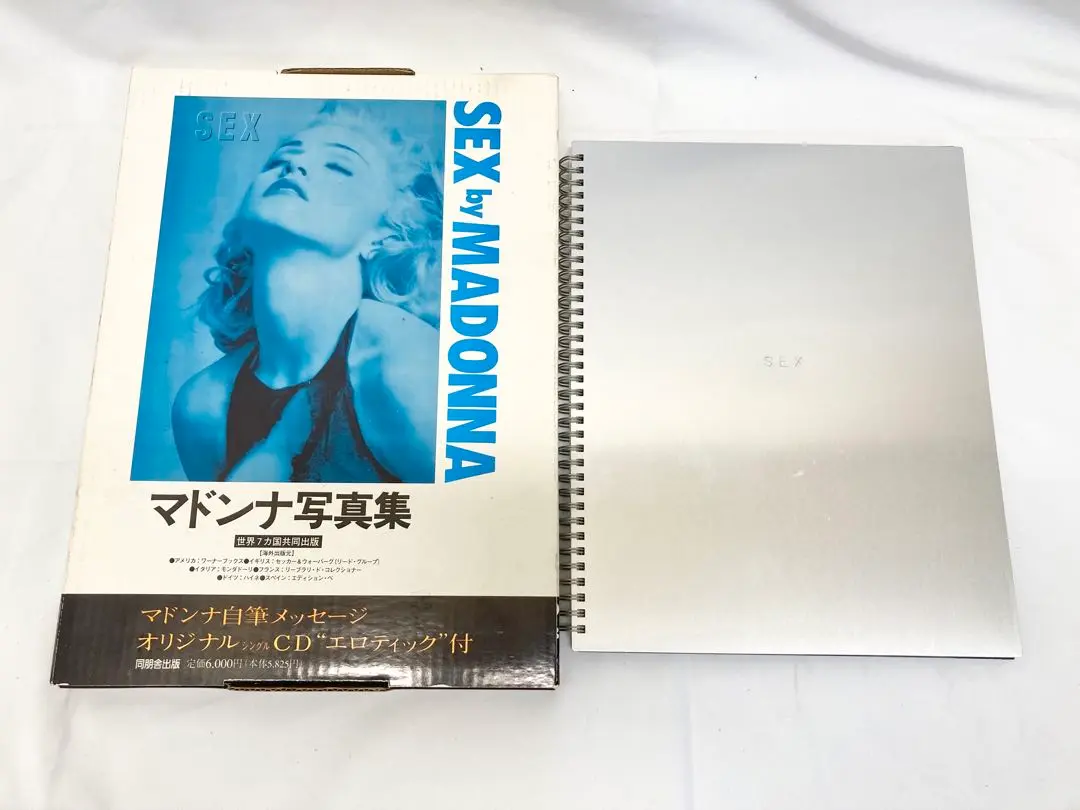 SEX
SEX by MADONNA
マドンナ写真集
世界7カ国共同出版
【海外出版元】
●アメリカ：ワーナーブックス●イギリス：セッカー＆ウォーバーグ(リード・グループ)
●イタリア：モンダドーリ●フランス：リーブラリ・ド・コレクショナー
●ドイツ：ハイネ●スペイン：エディション・ベ
マドンナ自筆メッセージ
オリジナルシングルCD“エロティック”付
同朋舎出版 定価6,000円(本体5,825円)
SEX